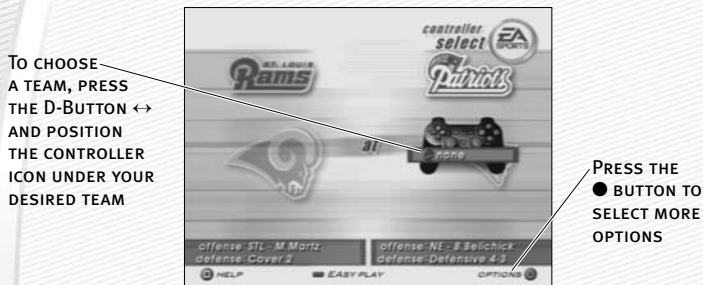 To choose
a team, press
the D-Button ↔
and position
the controller
icon under your
desired team
controller
select
EA
SPORTS
ST. LOUIS
Rams
Patriots
at
none
offense: STL - M.Martz
defense: Cover 2
offense: NE - B.Belichick
defense: Defensive 4-3
HELP
EASY PLAY
OPTIONS
Press the
● button to
select more
options